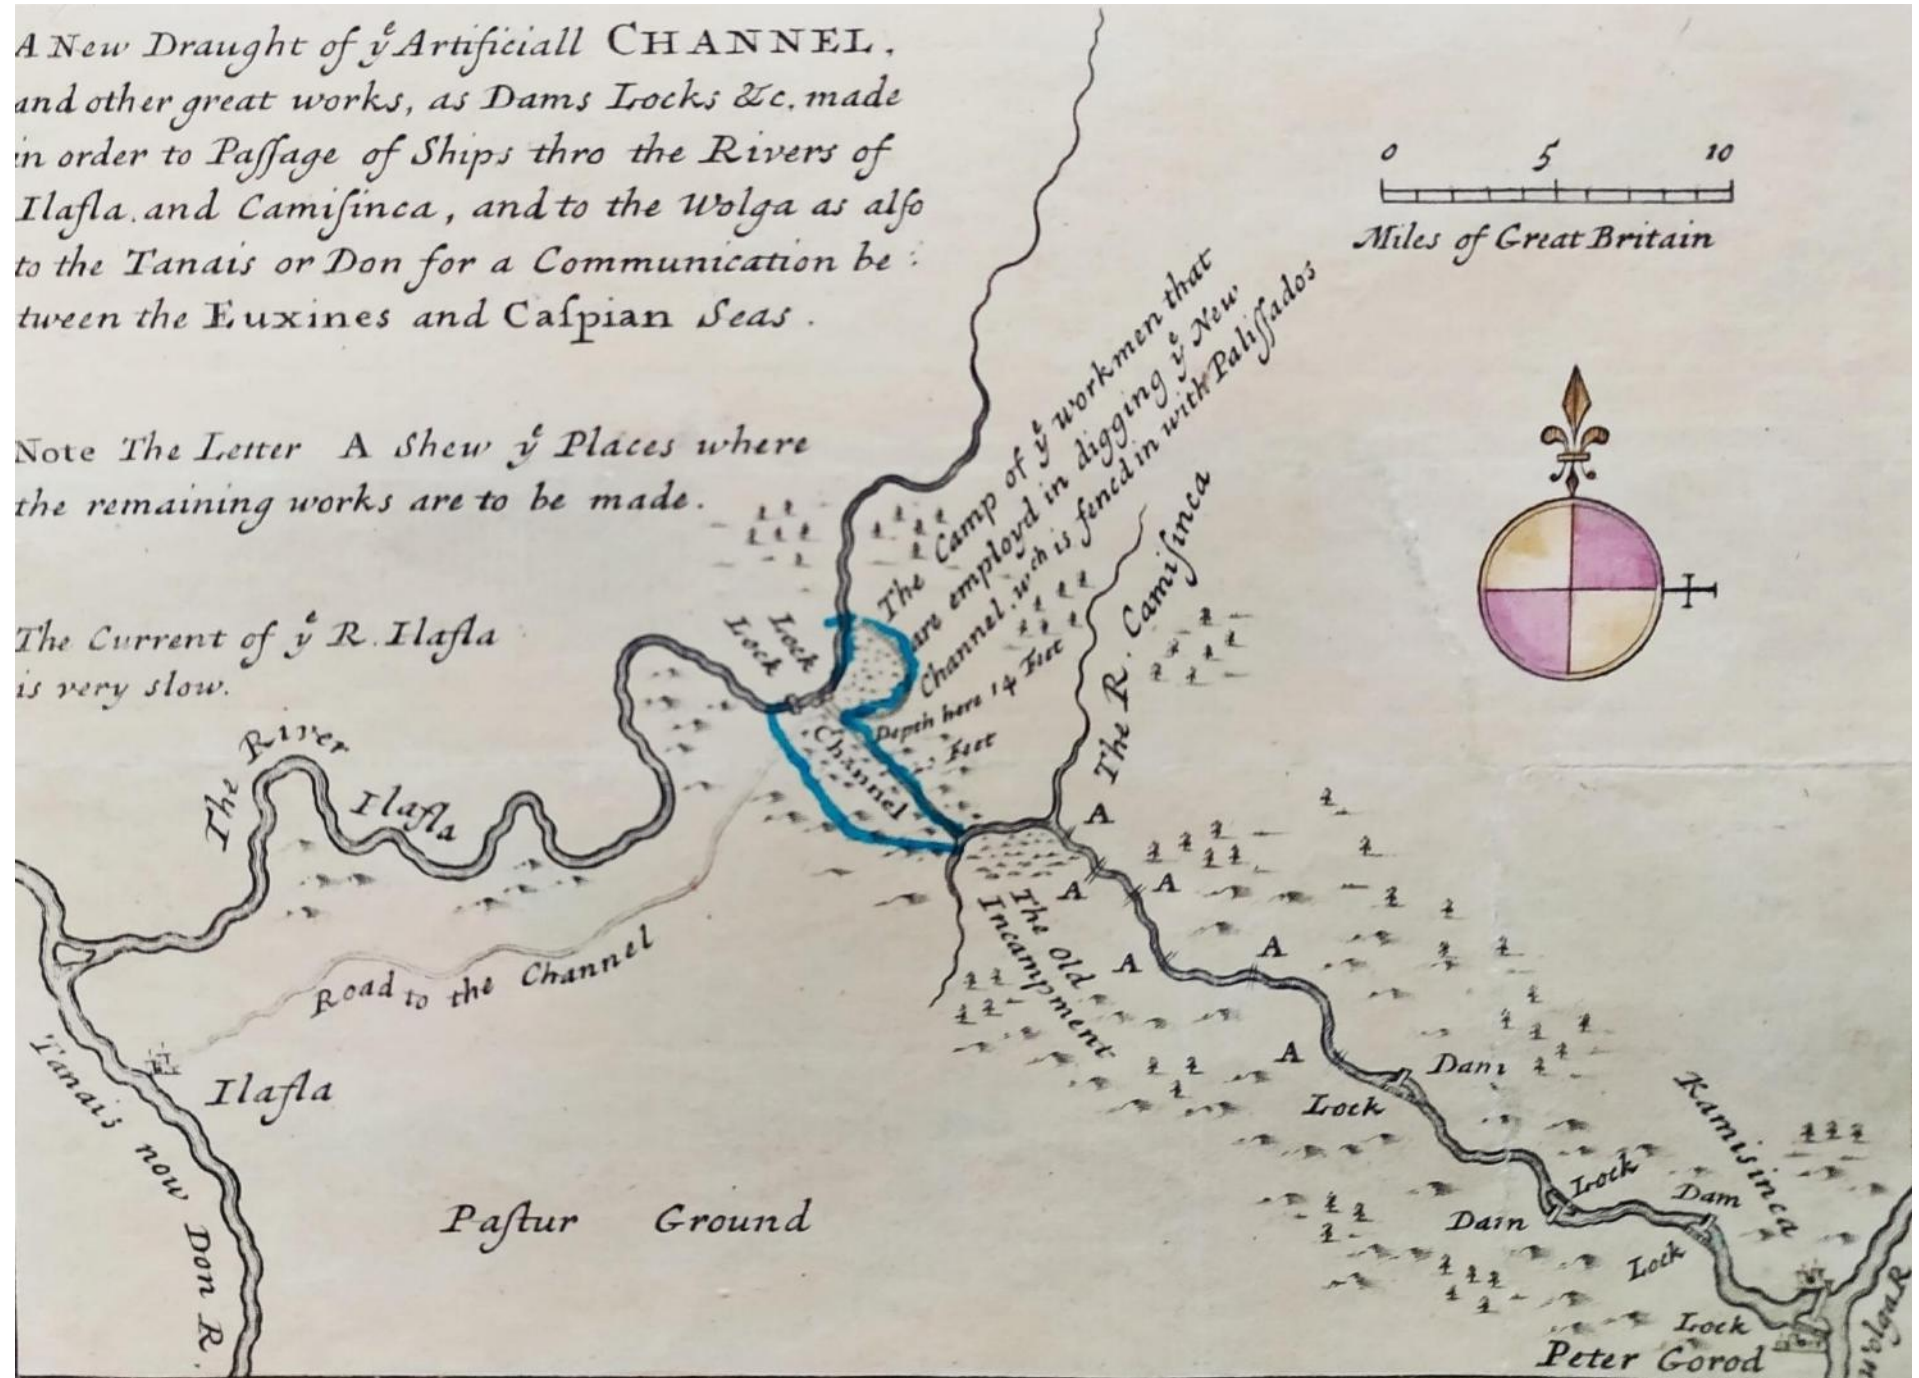 A New Draught of yͤ Artificiall CHANNEL,
and other great works, as Dams Locks &c. made
in order to Paſſage of Ships thro the Rivers of
Ilafla and Camiſinca, and to the Wolga as alſo
to the Tanais or Don for a Communication be:
tween the Euxines and Caſpian Seas.
0 5 10
Miles of Great Britain
Note The Letter A Shew yͤ Places where
the remaining works are to be made.
The Current of yͤ R. Ilafla
is very slow.
The Camp of yͤ workmen that
are employd in digging yͤ New
Channel. wch is fencd in with Paliſſados
Depth here 14 Feet
Feet
The R. Camiſinca
Lock
Lock
Channel
The River
Ilafla
A
A
A
A
A
A
The Old
Incampment
Road to the Channel
Ilafla
Tanais now Don R.
Paſtur Ground
Dam
Lock
Lock
Dam
Dam
Lock
Kamisinca
Lock
Peter Gorod
Wolga R